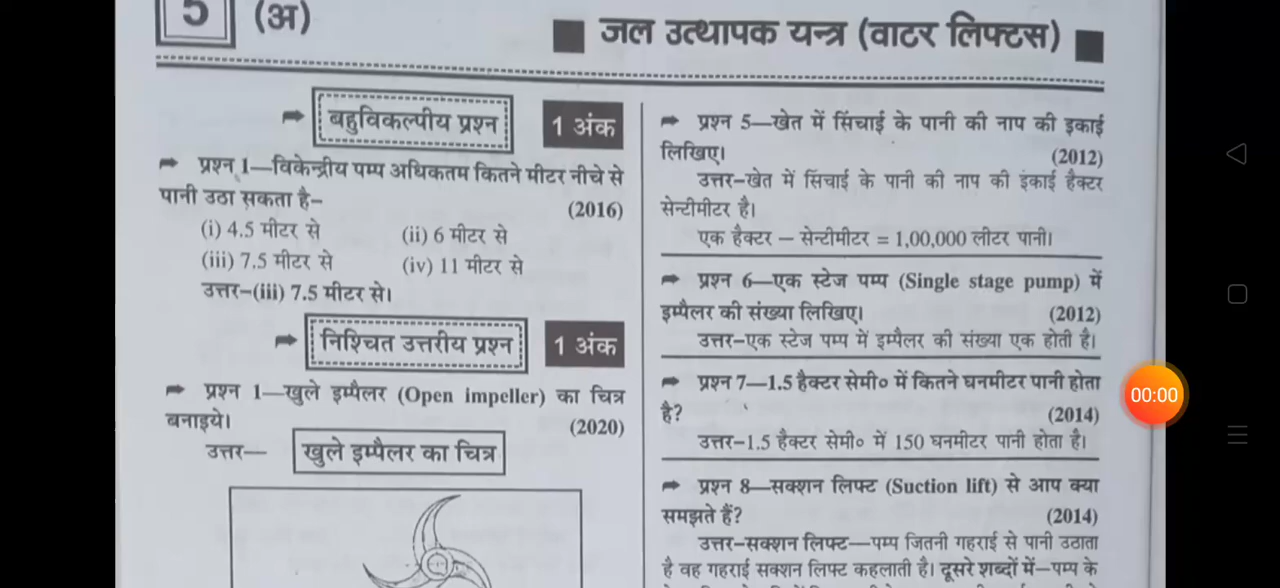 5 (अ)
■ जल उत्थापक यन्त्र (वाटर लिफ्टस) ■
➡ बहुविकल्पीय प्रश्न 1 अंक
➡ प्रश्न 1—विकेन्द्रीय पम्प अधिकतम कितने मीटर नीचे से
पानी उठा सकता है– (2016)
(i) 4.5 मीटर से (ii) 6 मीटर से
(iii) 7.5 मीटर से (iv) 11 मीटर से
उत्तर–(iii) 7.5 मीटर से।
➡ निश्चित उत्तरीय प्रश्न 1 अंक
➡ प्रश्न 1—खुले इम्पैलर (Open impeller) का चित्र
बनाइये। (2020)
उत्तर— खुले इम्पैलर का चित्र
➡ प्रश्न 5—खेत में सिंचाई के पानी की नाप की इकाई
लिखिए। (2012)
उत्तर–खेत में सिंचाई के पानी की नाप की इंकाई हैक्टर
सेन्टीमीटर है।
एक हैक्टर – सेन्टीमीटर = 1,00,000 लीटर पानी।
➡ प्रश्न 6—एक स्टेज पम्प (Single stage pump) में
इम्पैलर की संख्या लिखिए। (2012)
उत्तर–एक स्टेज पम्प में इम्पैलर की संख्या एक होती है।
➡ प्रश्न 7—1.5 हैक्टर सेमी० में कितने घनमीटर पानी होता
है? (2014)
उत्तर–1.5 हैक्टर सेमी० में 150 घनमीटर पानी होता है।
➡ प्रश्न 8—सक्शन लिफ्ट (Suction lift) से आप क्या
समझते हैं? (2014)
उत्तर–सक्शन लिफ्ट—पम्प जितनी गहराई से पानी उठाता
है वह गहराई सक्शन लिफ्ट कहलाती है। दूसरे शब्दों में—पम्प के
00:00